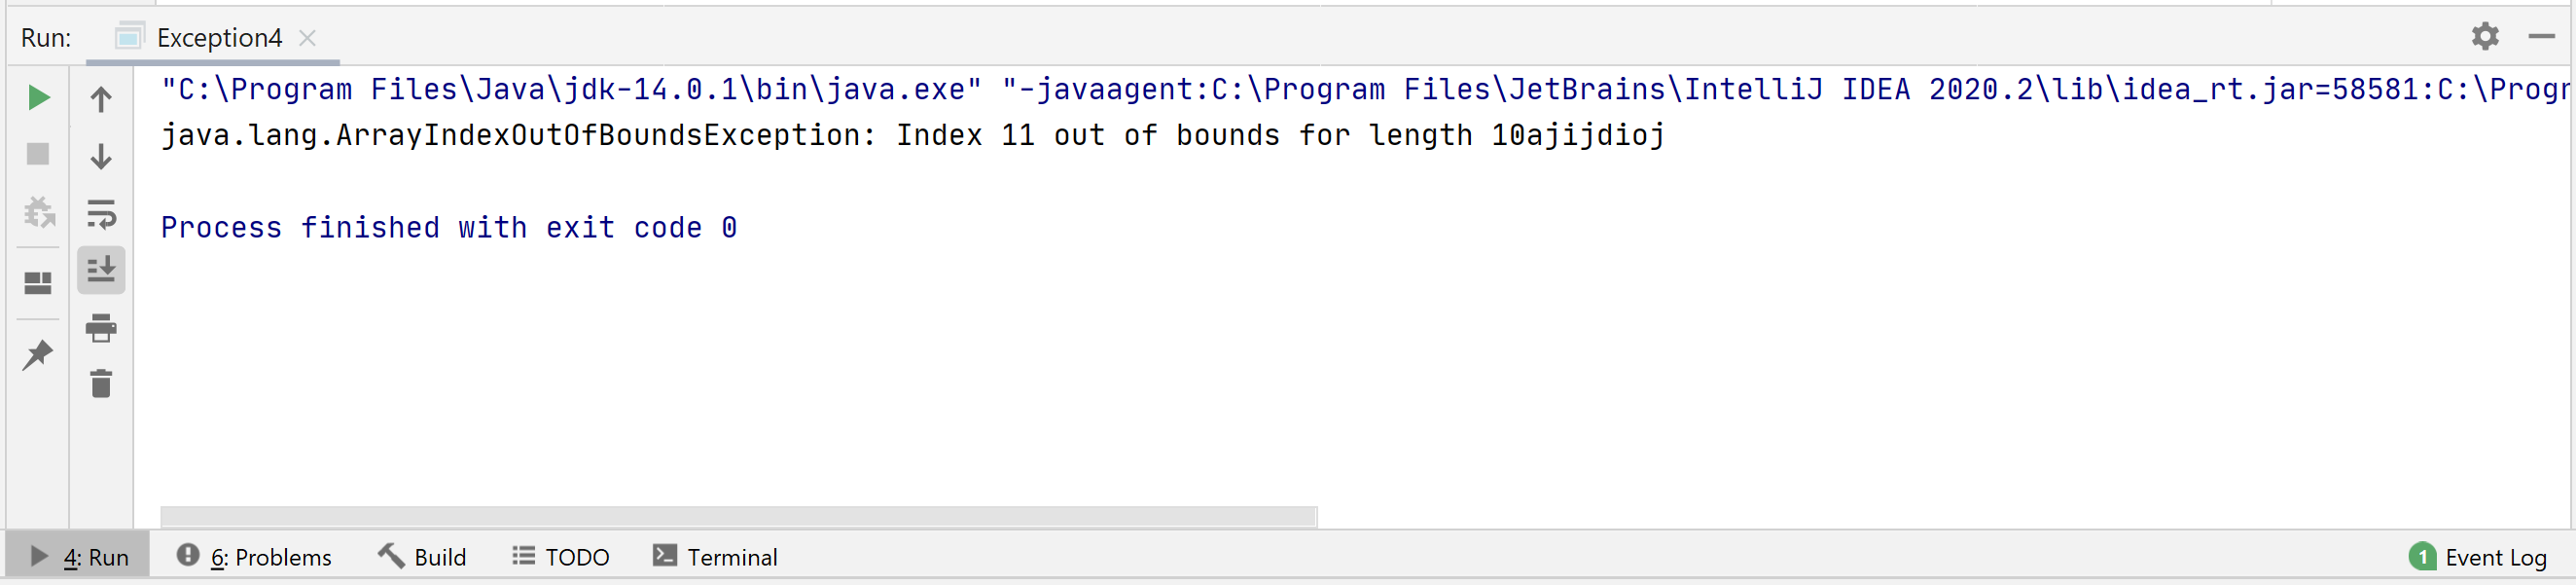 Run: Exception4
"C:\Program Files\Java\jdk-14.0.1\bin\java.exe" "-javaagent:C:\Program Files\JetBrains\IntelliJ IDEA 2020.2\lib\idea_rt.jar=58581:C:\Progr
java.lang.ArrayIndexOutOfBoundsException: Index 11 out of bounds for length 10ajijdioj
Process finished with exit code 0
4: Run 6: Problems Build TODO Terminal 1 Event Log